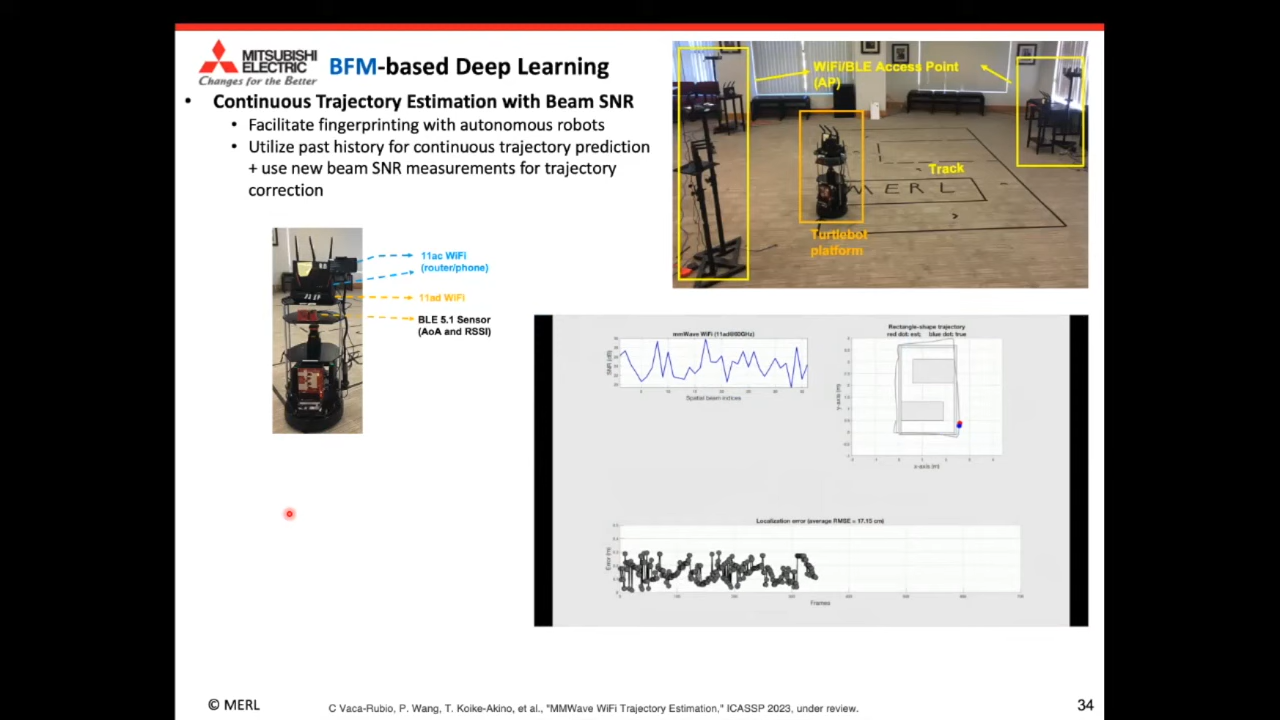 MITSUBISHI
ELECTRIC
Changes for the Better
BFM-based Deep Learning
• Continuous Trajectory Estimation with Beam SNR
• Facilitate fingerprinting with autonomous robots
• Utilize past history for continuous trajectory prediction
+ use new beam SNR measurements for trajectory
correction
WiFi/BLE Access Point
(AP)
Track
MERL
Turtlebot
platform
11ac WiFi
(router/phone)
11ad WiFi
BLE 5.1 Sensor
(AoA and RSSI)
mmWave WiFi (11ad@60GHz)
SNR (dB)
Spatial beam indices
Rectangle-shape trajectory
red dot: est; blue dot: true
y-axis (m)
x-axis (m)
Localization error (average RMSE = 17.15 cm)
Error (m)
Frames
© MERL
C Vaca-Rubio, P. Wang, T. Koike-Akino, et al., "MMWave WiFi Trajectory Estimation," ICASSP 2023, under review.
34